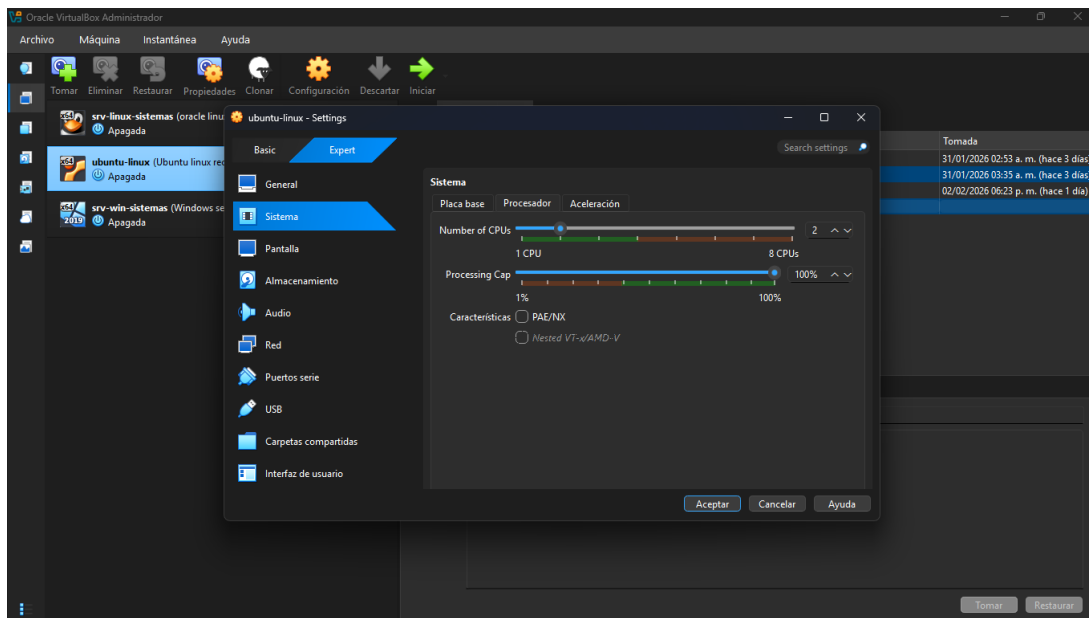 Oracle VirtualBox Administrador
Archivo Máquina Instantánea Ayuda
Tomar Eliminar Restaurar Propiedades Clonar Configuración Descartar Iniciar
x64 srv-linux-sistemas (oracle linu
Apagada
x64 ubuntu-linux (Ubuntu linux rec
Apagada
x64 2019 srv-win-sistemas (Windows se
Apagada
Tomada
31/01/2026 02:53 a. m. (hace 3 días
31/01/2026 03:35 a. m. (hace 3 días
02/02/2026 06:23 p. m. (hace 1 día)
ubuntu-linux - Settings
Basic Expert Search settings
General
Sistema
Pantalla
Almacenamiento
Audio
Red
Puertos serie
USB
Carpetas compartidas
Interfaz de usuario
Sistema
Placa base Procesador Aceleración
Number of CPUs 2
1 CPU 8 CPUs
Processing Cap 100%
1% 100%
Características PAE/NX
Nested VT-x/AMD-V
Aceptar Cancelar Ayuda
Tomar Restaurar